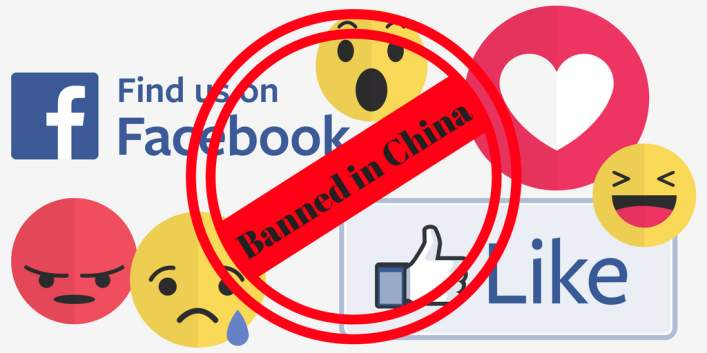 Find us on
Facebook
Banned in China
Like